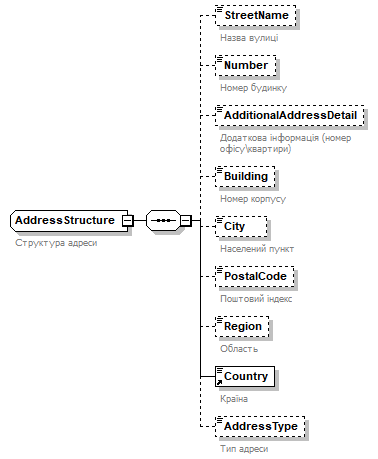 StreetName
Назва вулиці
Number
Номер будинку
AdditionalAddressDetail
Додаткова інформація (номер
офісу\квартири)
Building
Номер корпусу
AddressStructure
Структура адреси
City
Населений пункт
PostalCode
Поштовий індекс
Region
Область
Country
Країна
AddressType
Тип адреси